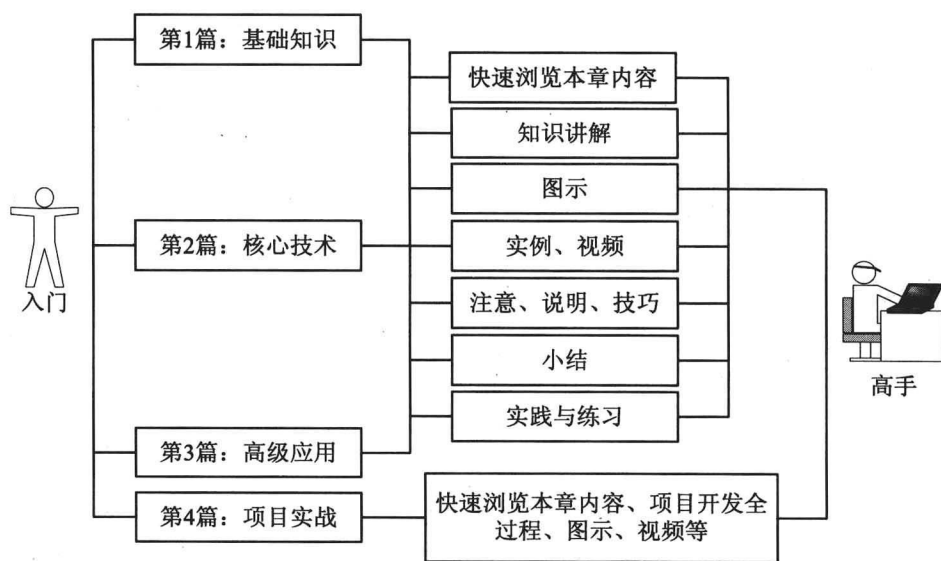 第1篇：基础知识
快速浏览本章内容
知识讲解
图示
第2篇：核心技术
实例、视频
入门
注意、说明、技巧
小结
高手
实践与练习
第3篇：高级应用
第4篇：项目实战
快速浏览本章内容、项目开发全
过程、图示、视频等